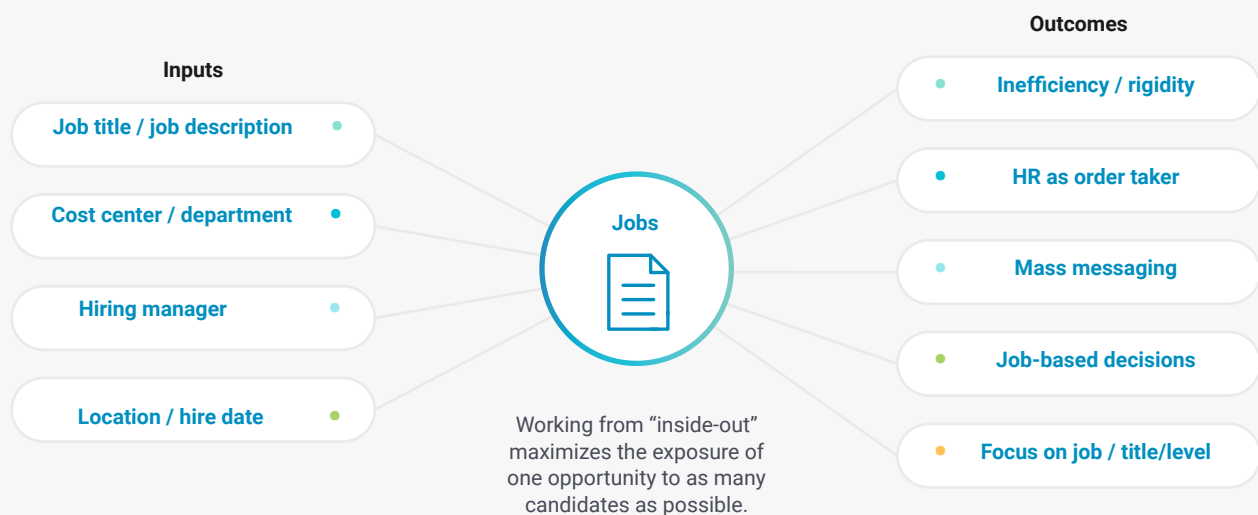 Inputs
Job title / job description
Cost center / department
Hiring manager
Location / hire date
Jobs
Working from “inside-out”
maximizes the exposure of
one opportunity to as many
candidates as possible.
Outcomes
Inefficiency / rigidity
HR as order taker
Mass messaging
Job-based decisions
Focus on job / title/level